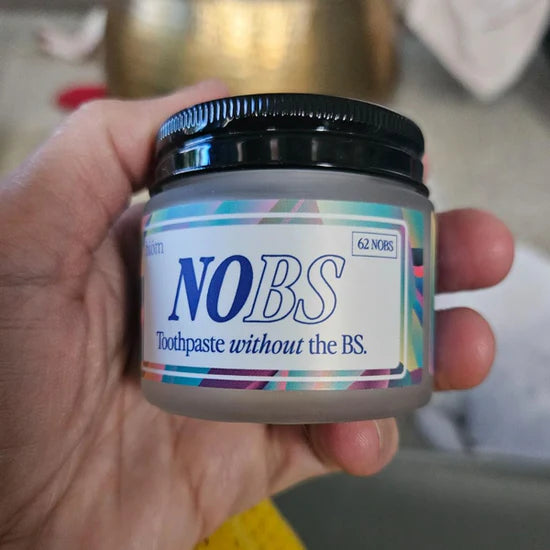 62 NOBS
NOBS
Toothpaste without the BS.